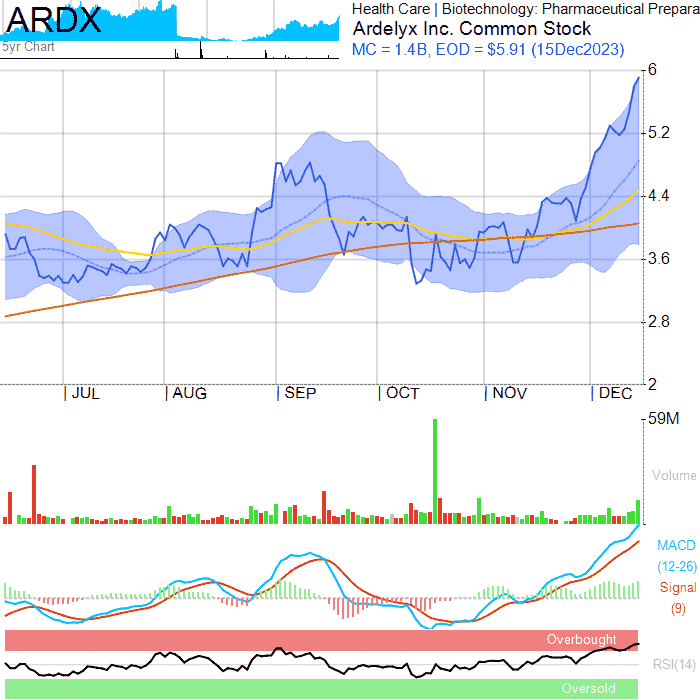 ARDX
5yr Chart
Health Care | Biotechnology: Pharmaceutical Prepara
Ardelyx Inc. Common Stock
MC = 1.4B, EOD = $5.91 (15Dec2023)
6
5.2
4.4
3.6
2.8
2
JUL AUG SEP OCT NOV DEC
59M
Volume
MACD
(12-26)
Signal
(9)
Overbought
RSI(14)
Oversold